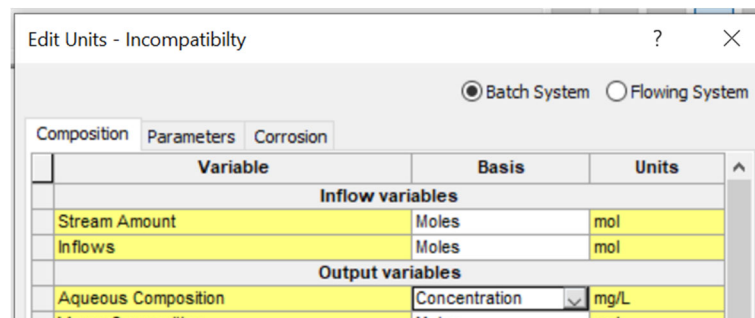 Edit Units - Incompatibilty ? ×
Batch System Flowing System
Composition Parameters Corrosion
Variable Basis Units
Inflow variables
Stream Amount Moles mol
Inflows Moles mol
Output variables
Aqueous Composition Concentration mg/L